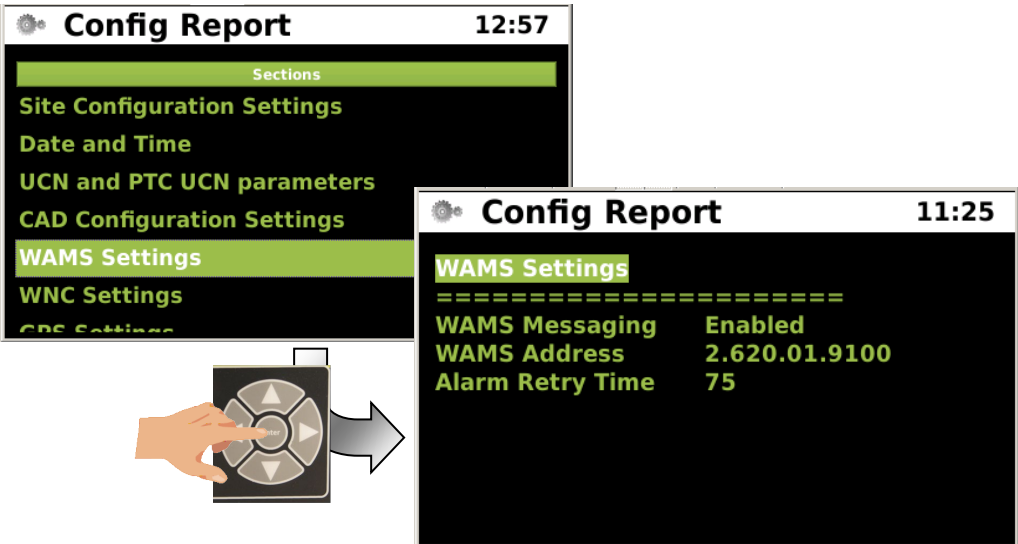 Config Report 12:57
Sections
Site Configuration Settings
Date and Time
UCN and PTC UCN parameters
CAD Configuration Settings
WAMS Settings
WNC Settings
GPS Settings
Config Report 11:25
WAMS Settings
======================
WAMS Messaging Enabled
WAMS Address 2.620.01.9100
Alarm Retry Time 75